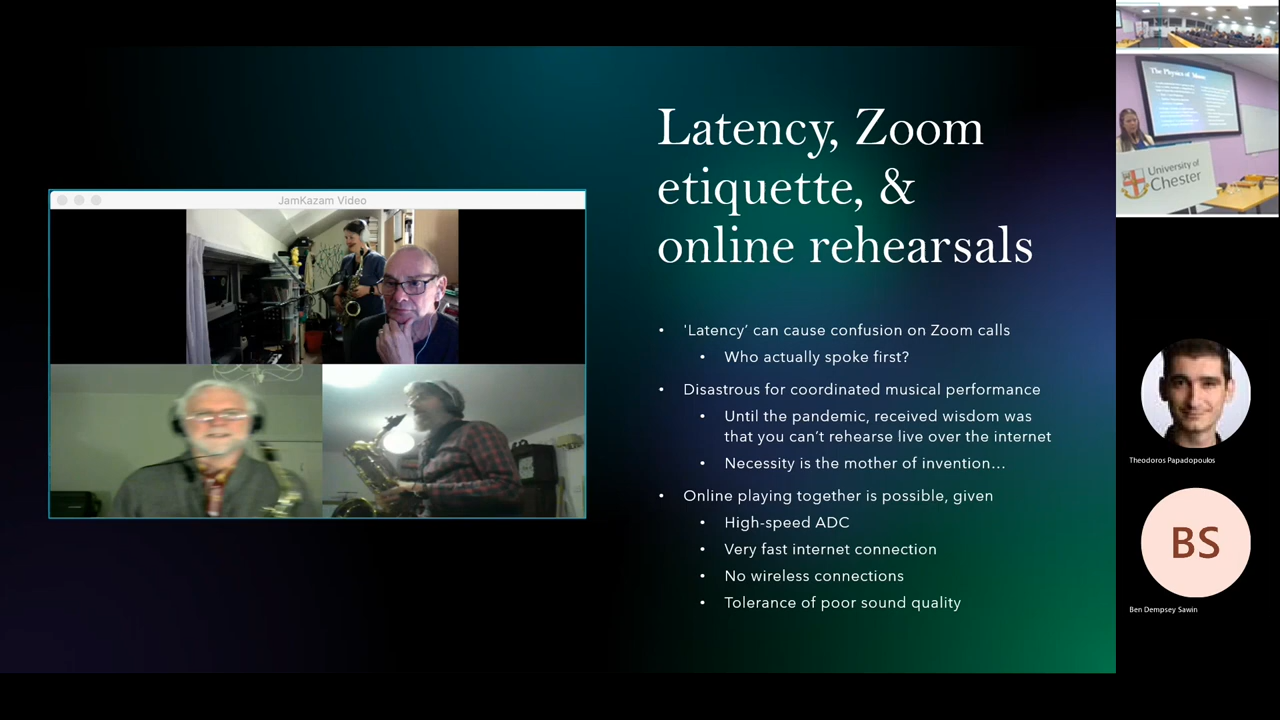 JamKazam Video
Latency, Zoom
etiquette, &
online rehearsals
• 'Latency’ can cause confusion on Zoom calls
• Who actually spoke first?
• Disastrous for coordinated musical performance
• Until the pandemic, received wisdom was
that you can’t rehearse live over the internet
• Necessity is the mother of invention…
• Online playing together is possible, given
• High-speed ADC
• Very fast internet connection
• No wireless connections
• Tolerance of poor sound quality
The Physics of Music
University of
Chester
Theodoros Papadopoulos
BS
Ben Dempsey Sawin